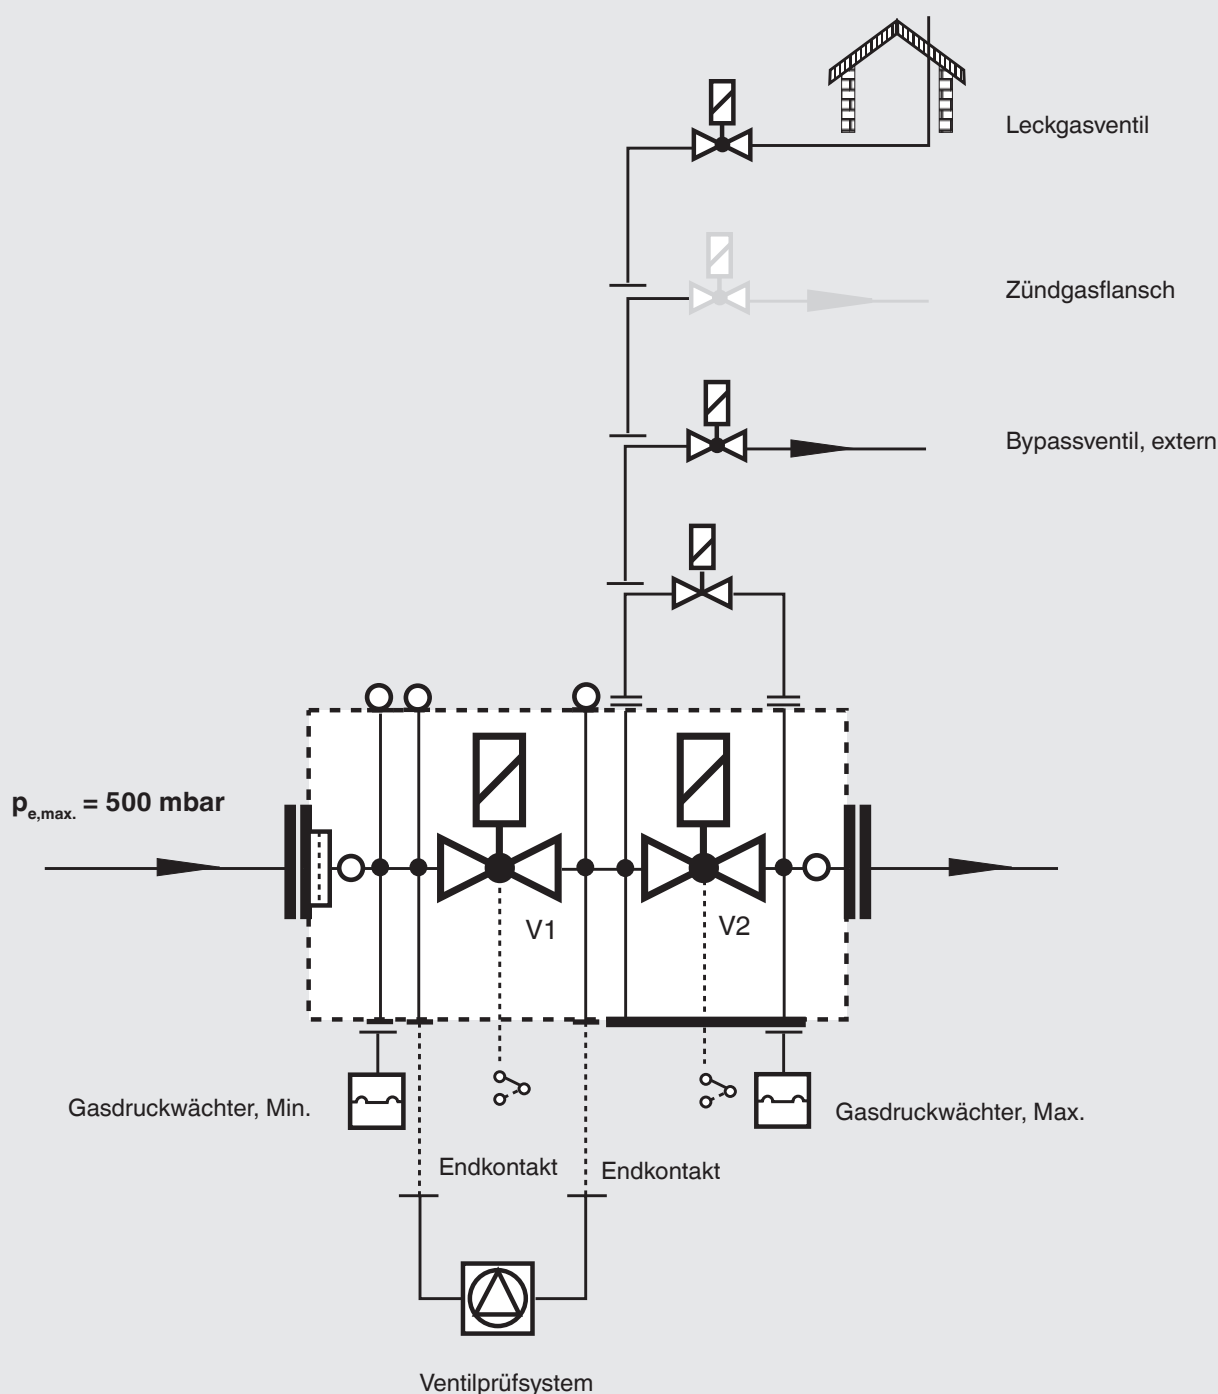 Leckgasventil
Zündgasflansch
Bypassventil, extern
pe,max. = 500 mbar
V1
V2
Gasdruckwächter, Min.
Gasdruckwächter, Max.
Endkontakt
Endkontakt
Ventilprüfsystem